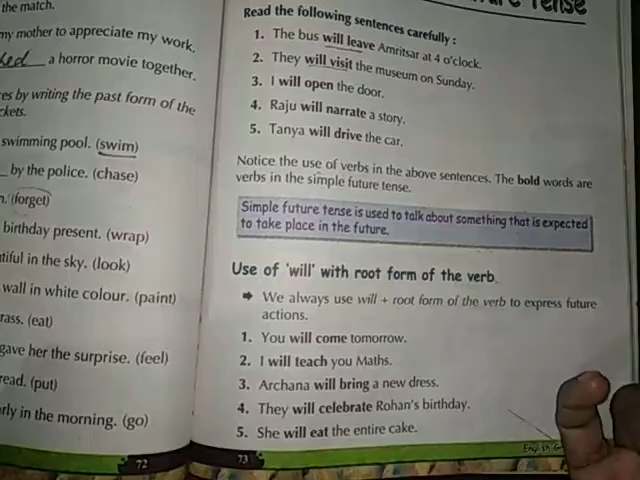 the match.
my mother to appreciate my work.
a horror movie together.
es by writing the past form of the
ckets.
swimming pool. (swim)
by the police. (chase)
n. (forget)
birthday present. (wrap)
tiful in the sky. (look)
wall in white colour. (paint)
rass. (eat)
gave her the surprise. (feel)
read. (put)
rly in the morning. (go)
72
Tense
Read the following sentences carefully :
1. The bus will leave Amritsar at 4 o'clock.
2. They will visit the museum on Sunday.
3. I will open the door.
4. Raju will narrate a story.
5. Tanya will drive the car.
Notice the use of verbs in the above sentences. The bold words are
verbs in the simple future tense.
Simple future tense is used to talk about something that is expected
to take place in the future.
Use of 'will' with root form of the verb
➡ We always use will + root form of the verb to express future
actions.
1. You will come tomorrow.
2. I will teach you Maths.
3. Archana will bring a new dress.
4. They will celebrate Rohan's birthday.
5. She will eat the entire cake.
73
English